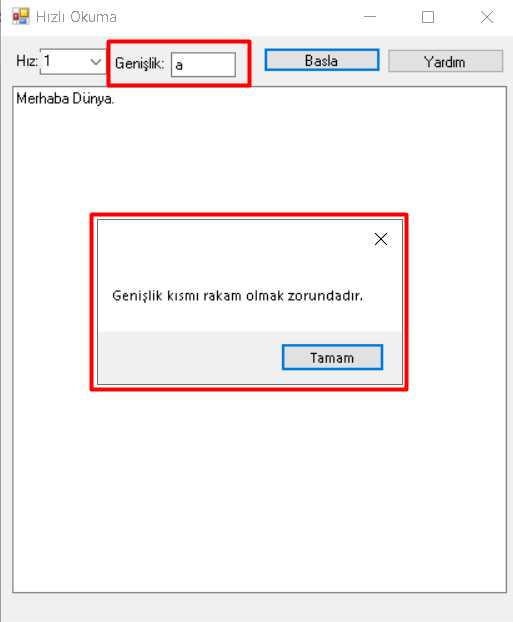 Hızlı Okuma
Hız: 1 Genişlik: a Basla Yardım
Merhaba Dünya.
Genişlik kısmı rakam olmak zorundadır.
Tamam